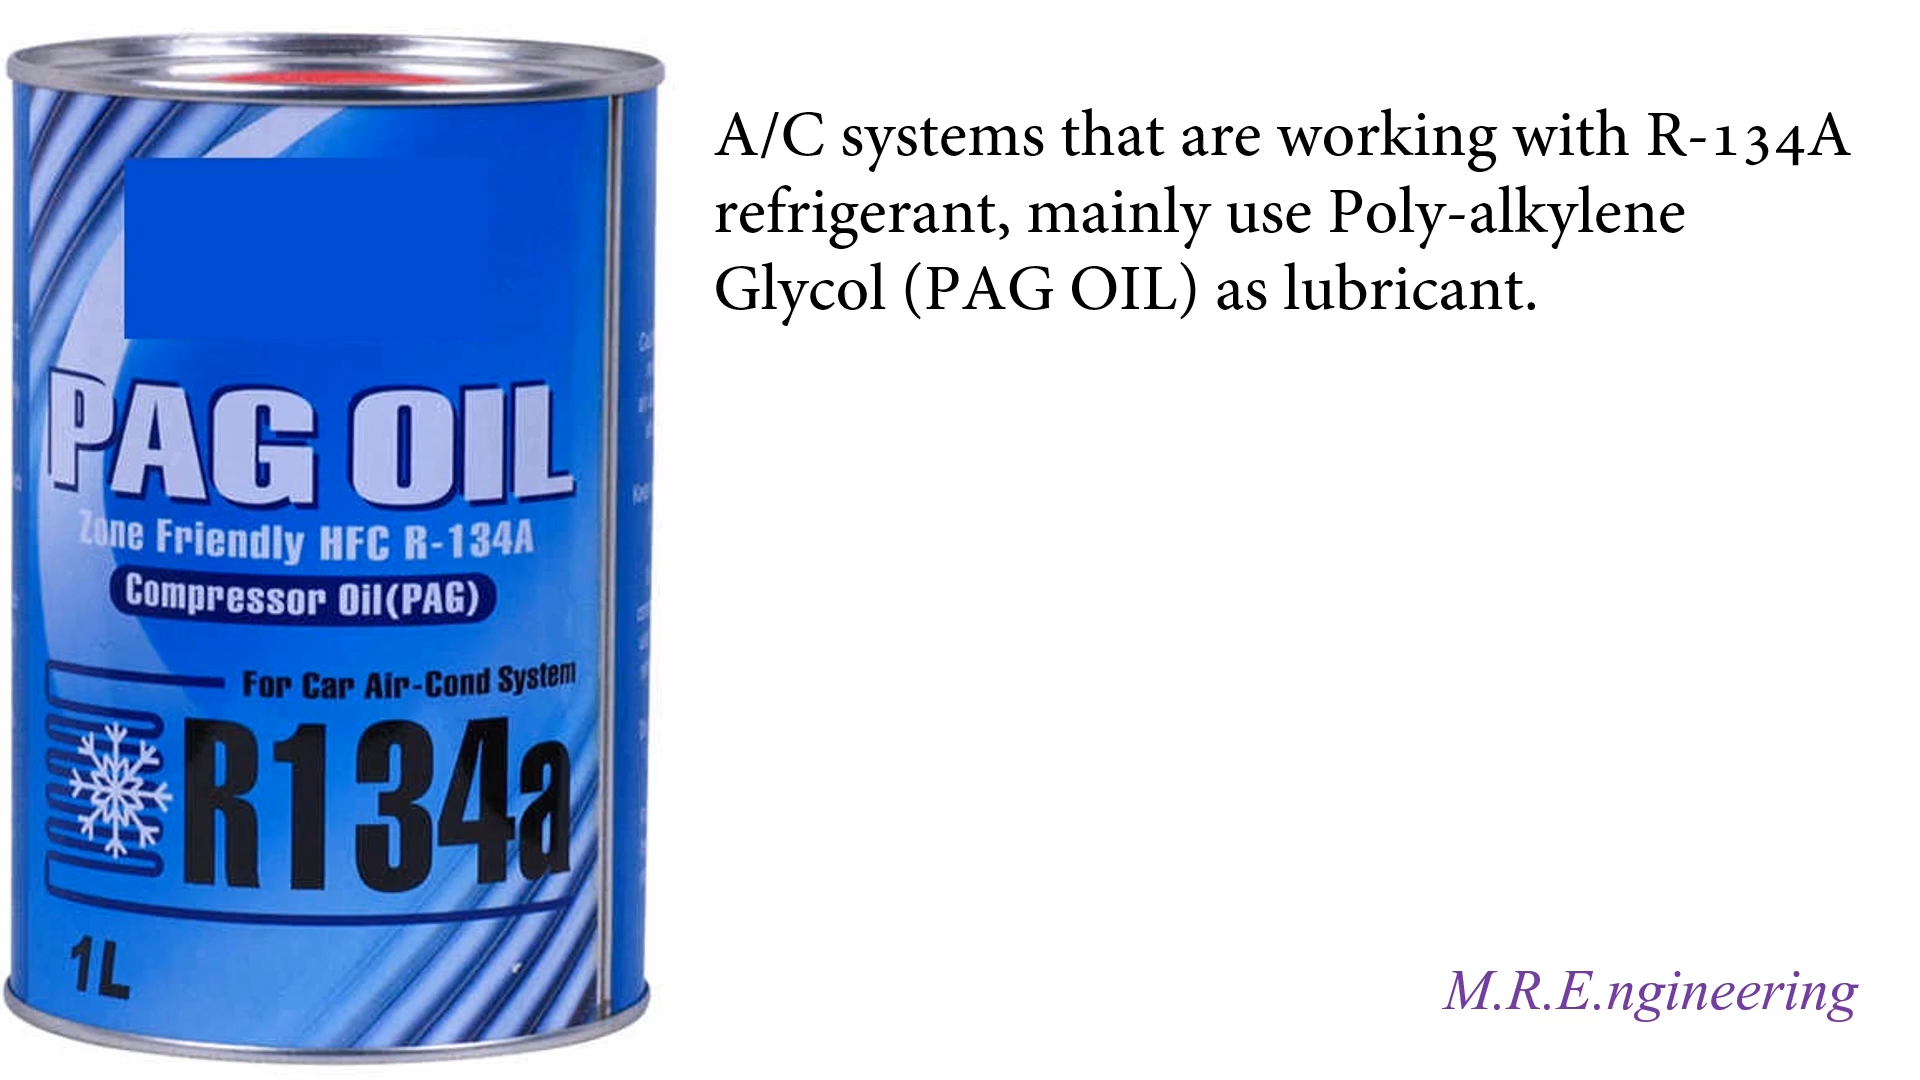 A/C systems that are working with R-134A
refrigerant, mainly use Poly-alkylene
Glycol (PAG OIL) as lubricant.
PAG OIL
Zone Friendly HFC R-134A
Compressor Oil(PAG)
For Car Air-Cond System
R134a
1L
M.R.E.ngineering